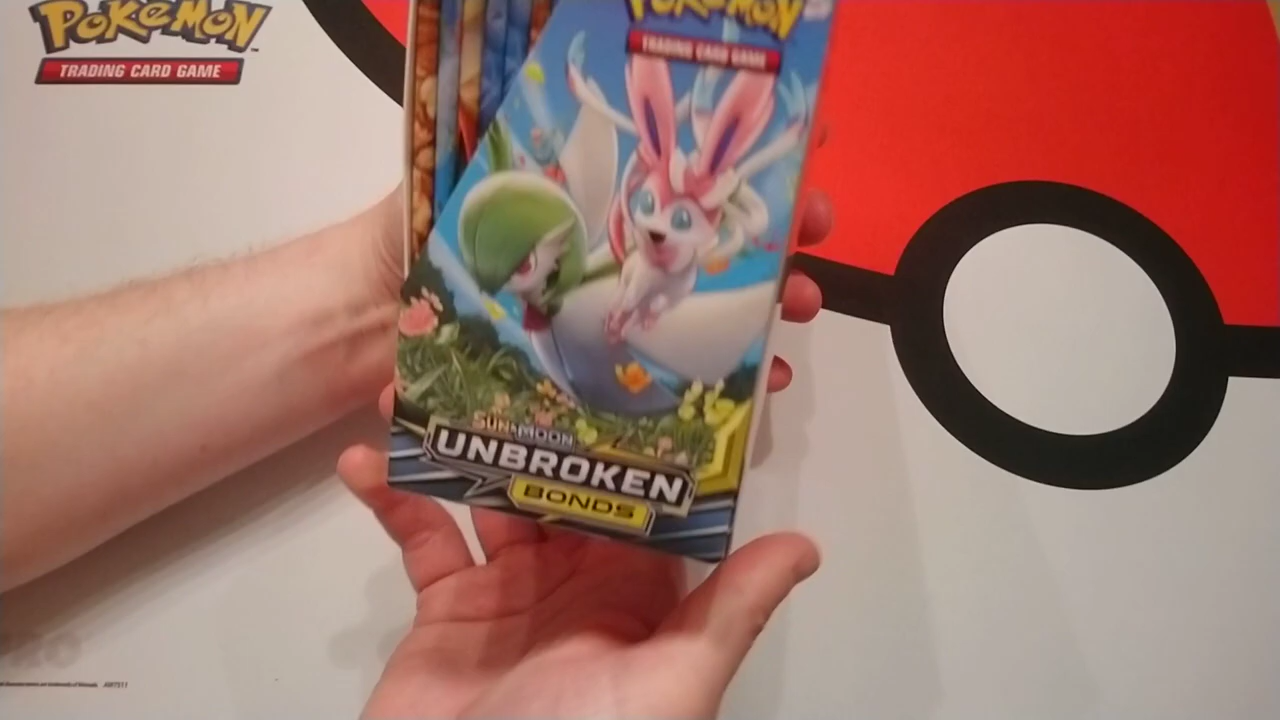 POKéMON
TRADING CARD GAME
POKéMON
TRADING CARD GAME
SUN & MOON
UNBROKEN
BONDS